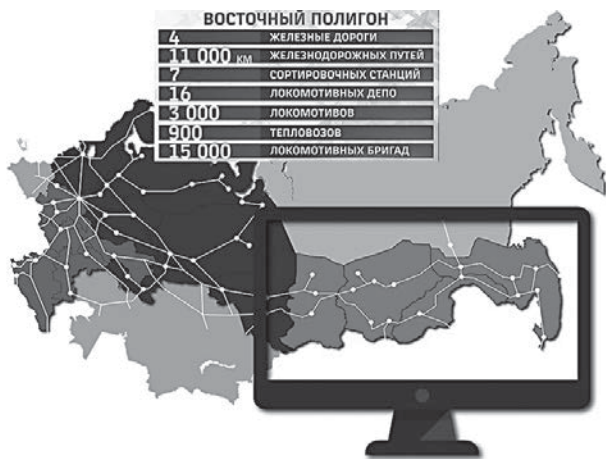 ВОСТОЧНЫЙ ПОЛИГОН
4 ЖЕЛЕЗНЫЕ ДОРОГИ
11 000 км ЖЕЛЕЗНОДОРОЖНЫХ ПУТЕЙ
7 СОРТИРОВОЧНЫХ СТАНЦИЙ
16 ЛОКОМОТИВНЫХ ДЕПО
3 000 ЛОКОМОТИВОВ
900 ТЕПЛОВОЗОВ
15 000 ЛОКОМОТИВНЫХ БРИГАД